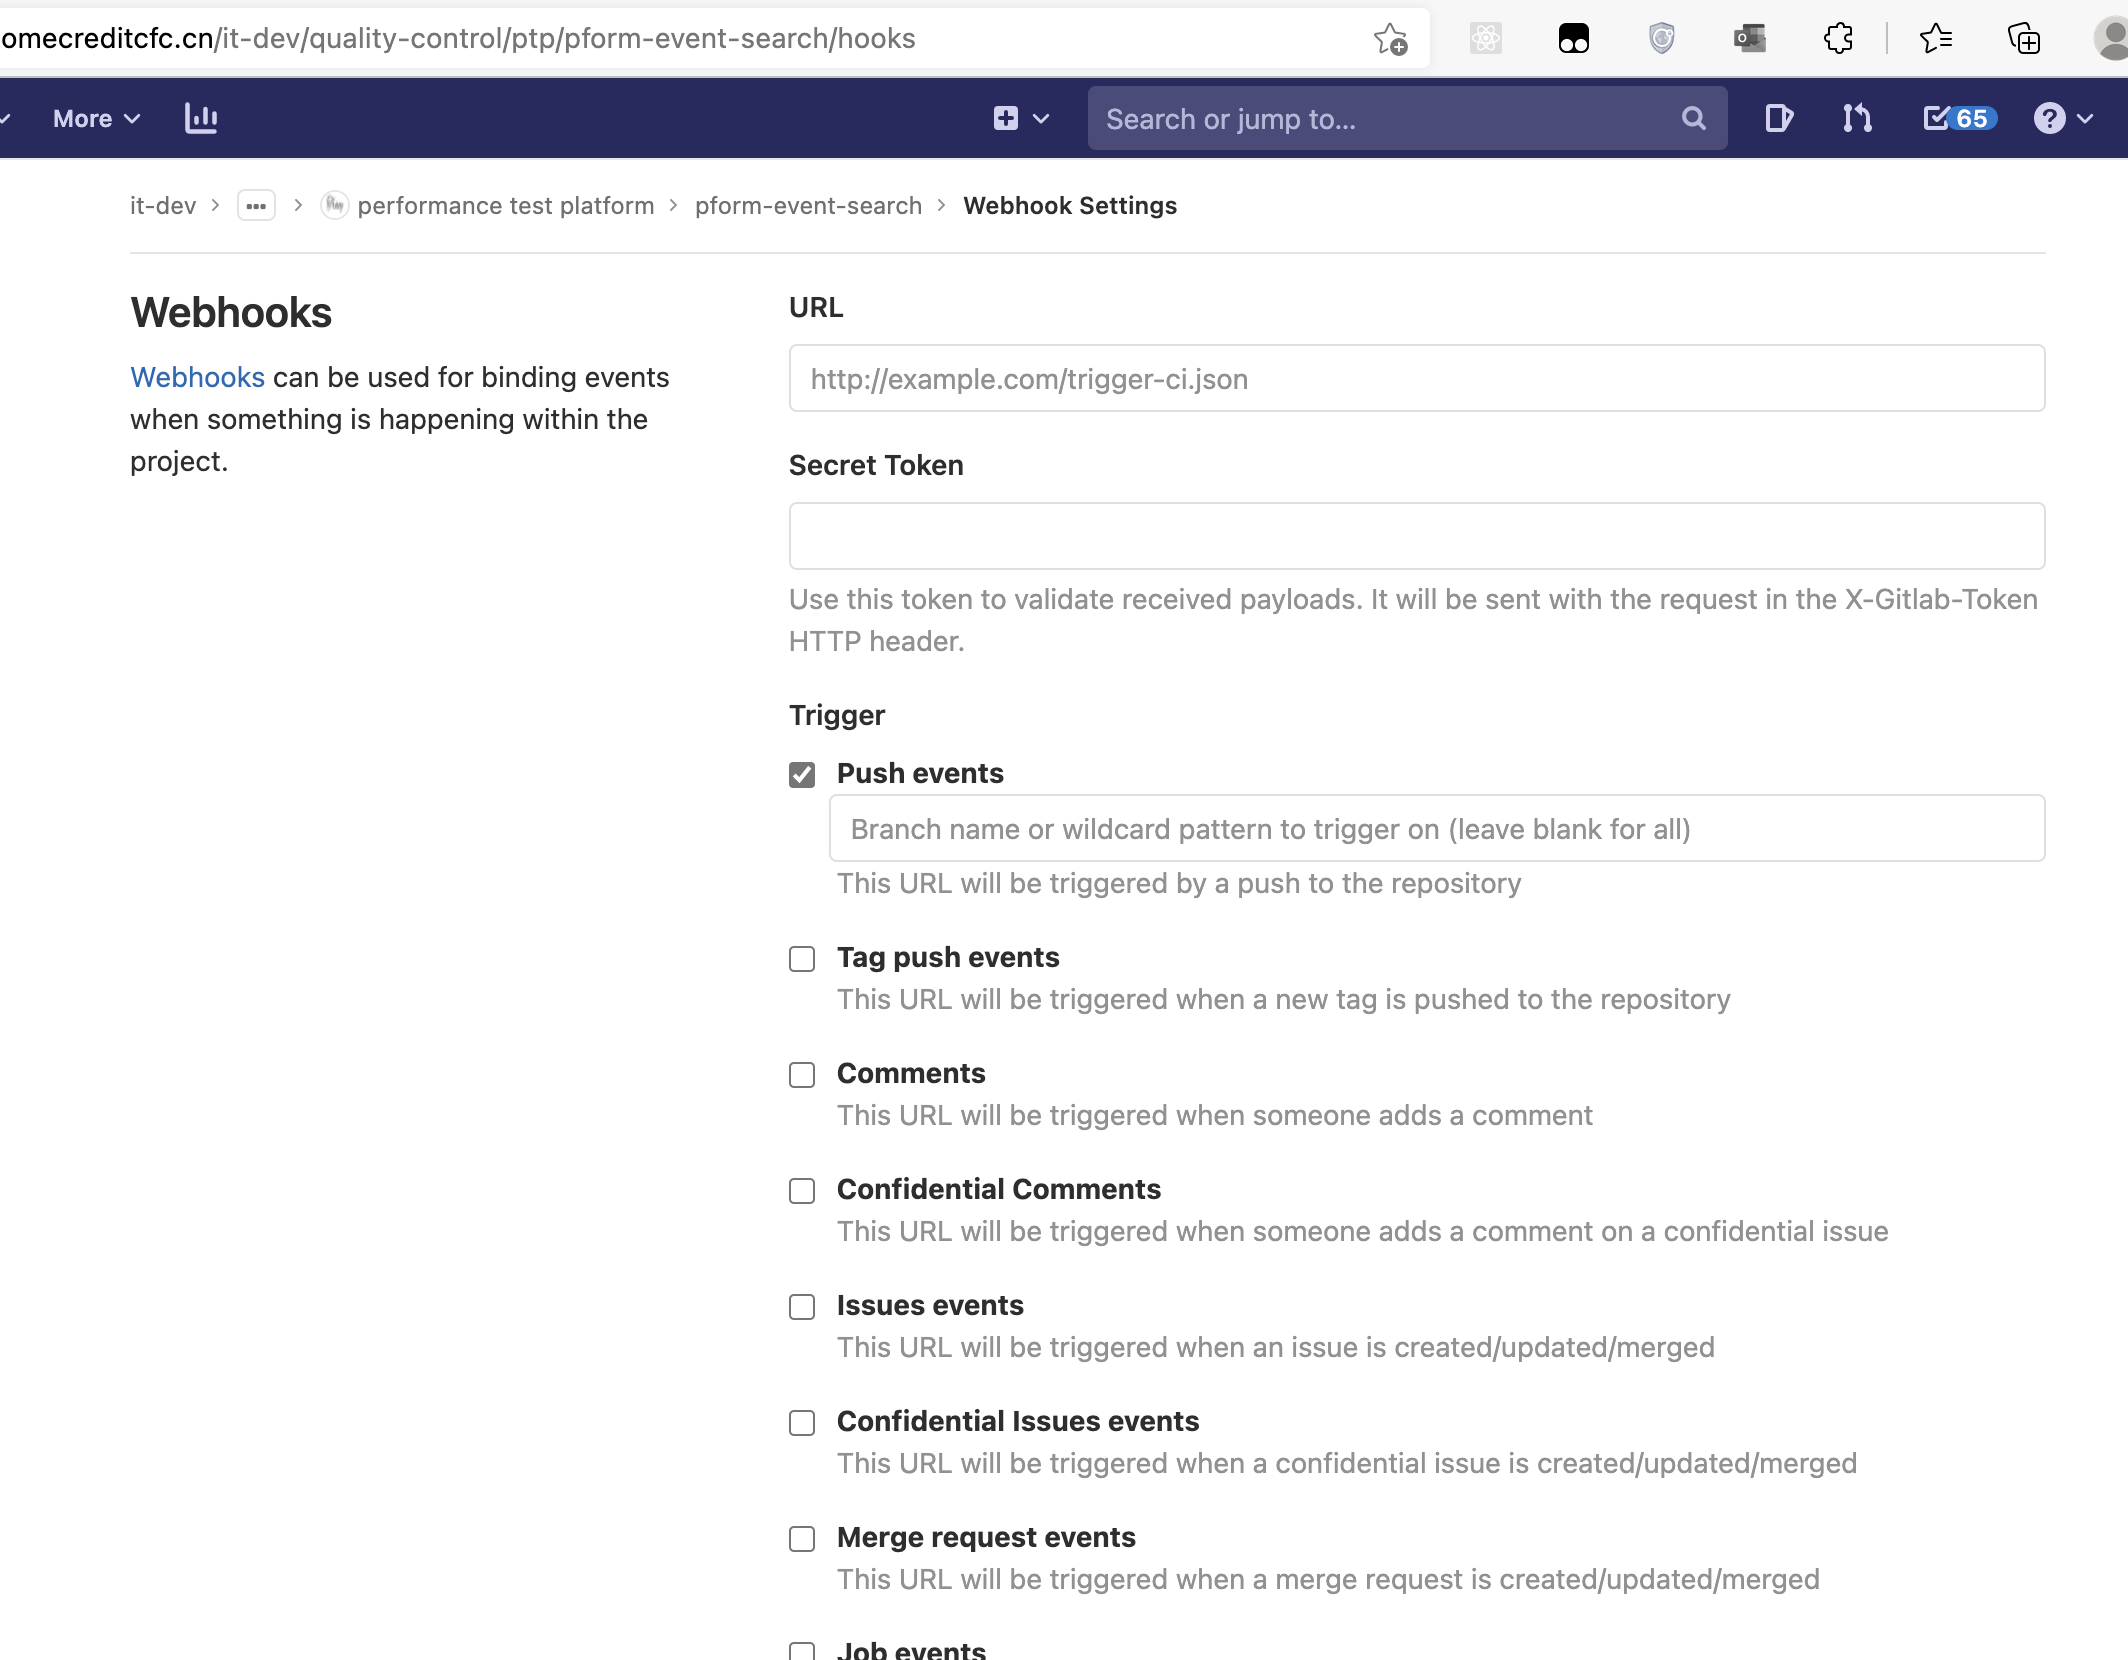 omecreditcfc.cn/it-dev/quality-control/ptp/pform-event-search/hooks
More
Search or jump to...
65
it-dev > ... > performance test platform > pform-event-search > Webhook Settings
Webhooks
Webhooks can be used for binding events
when something is happening within the
project.
URL
http://example.com/trigger-ci.json
Secret Token
Use this token to validate received payloads. It will be sent with the request in the X-Gitlab-Token
HTTP header.
Trigger
Push events
Branch name or wildcard pattern to trigger on (leave blank for all)
This URL will be triggered by a push to the repository
Tag push events
This URL will be triggered when a new tag is pushed to the repository
Comments
This URL will be triggered when someone adds a comment
Confidential Comments
This URL will be triggered when someone adds a comment on a confidential issue
Issues events
This URL will be triggered when an issue is created/updated/merged
Confidential Issues events
This URL will be triggered when a confidential issue is created/updated/merged
Merge request events
This URL will be triggered when a merge request is created/updated/merged
Job events